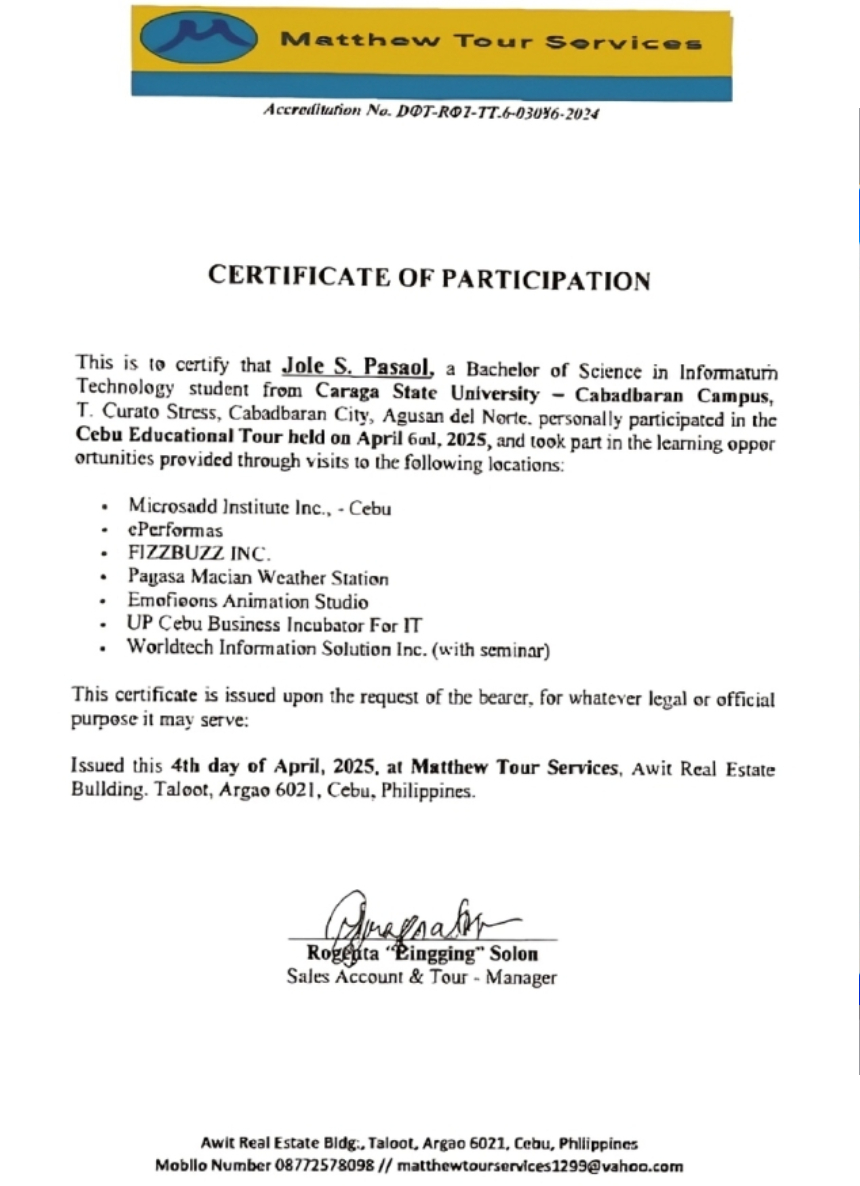 Matthew Tour Services
Accreditation No. DØT-RØ7-TT.6-03086-2024
CERTIFICATE OF PARTICIPATION
This is to certify that Jole S. Pasaol, a Bachelor of Science in Informatum
Technology student from Caraga State University – Cabadbaran Campus,
T. Curato Stress, Cabadbaran City, Agusan del Norte. personally participated in the
Cebu Educational Tour held on April 6ml, 2025, and took part in the learning oppor
ortunities provided through visits to the following locations:
• Microsadd Institute Inc., - Cebu
• ePerformas
• FIZZBUZZ INC.
• Pagasa Macian Weather Station
• Emofioons Animation Studio
• UP Cebu Business Incubator For IT
• Worldtech Information Solution Inc. (with seminar)
This certificate is issued upon the request of the bearer, for whatever legal or official
purpose it may serve:
Issued this 4th day of April, 2025, at Matthew Tour Services, Awit Real Estate
Bullding. Taloot, Argao 6021, Cebu, Philippines.
"Eingging" Solon
Sales Account & Tour - Manager
Awit Real Estate Bldg:, Taloot, Argao 6021, Cebu, Phllippines
Mobllo Number 08772578098 // matthewtourservices1299@vahoo.com